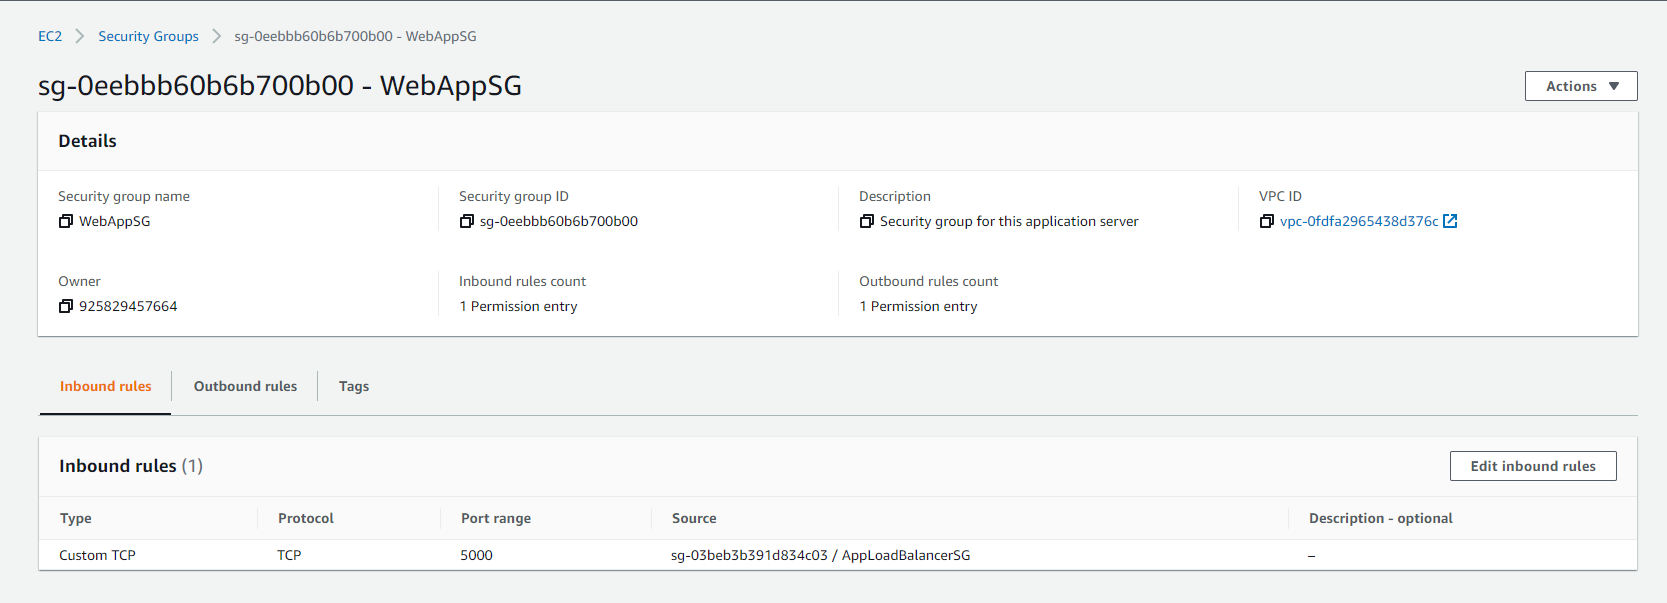 EC2 Security Groups sg-0eebbb60b6b700b00 - WebAppSG
sg-0eebbb60b6b700b00 - WebAppSG
Actions
Details
Security group name Security group ID Description VPC ID
WebAppSG sg-0eebbb60b6b700b00 Security group for this application server vpc-0fdfa2965438d376c
Owner Inbound rules count Outbound rules count
925829457664 1 Permission entry 1 Permission entry
Inbound rules Outbound rules Tags
Inbound rules (1)
Edit inbound rules
Type Protocol Port range Source Description - optional
Custom TCP TCP 5000 sg-03beb3b391d834c03 / AppLoadBalancerSG –